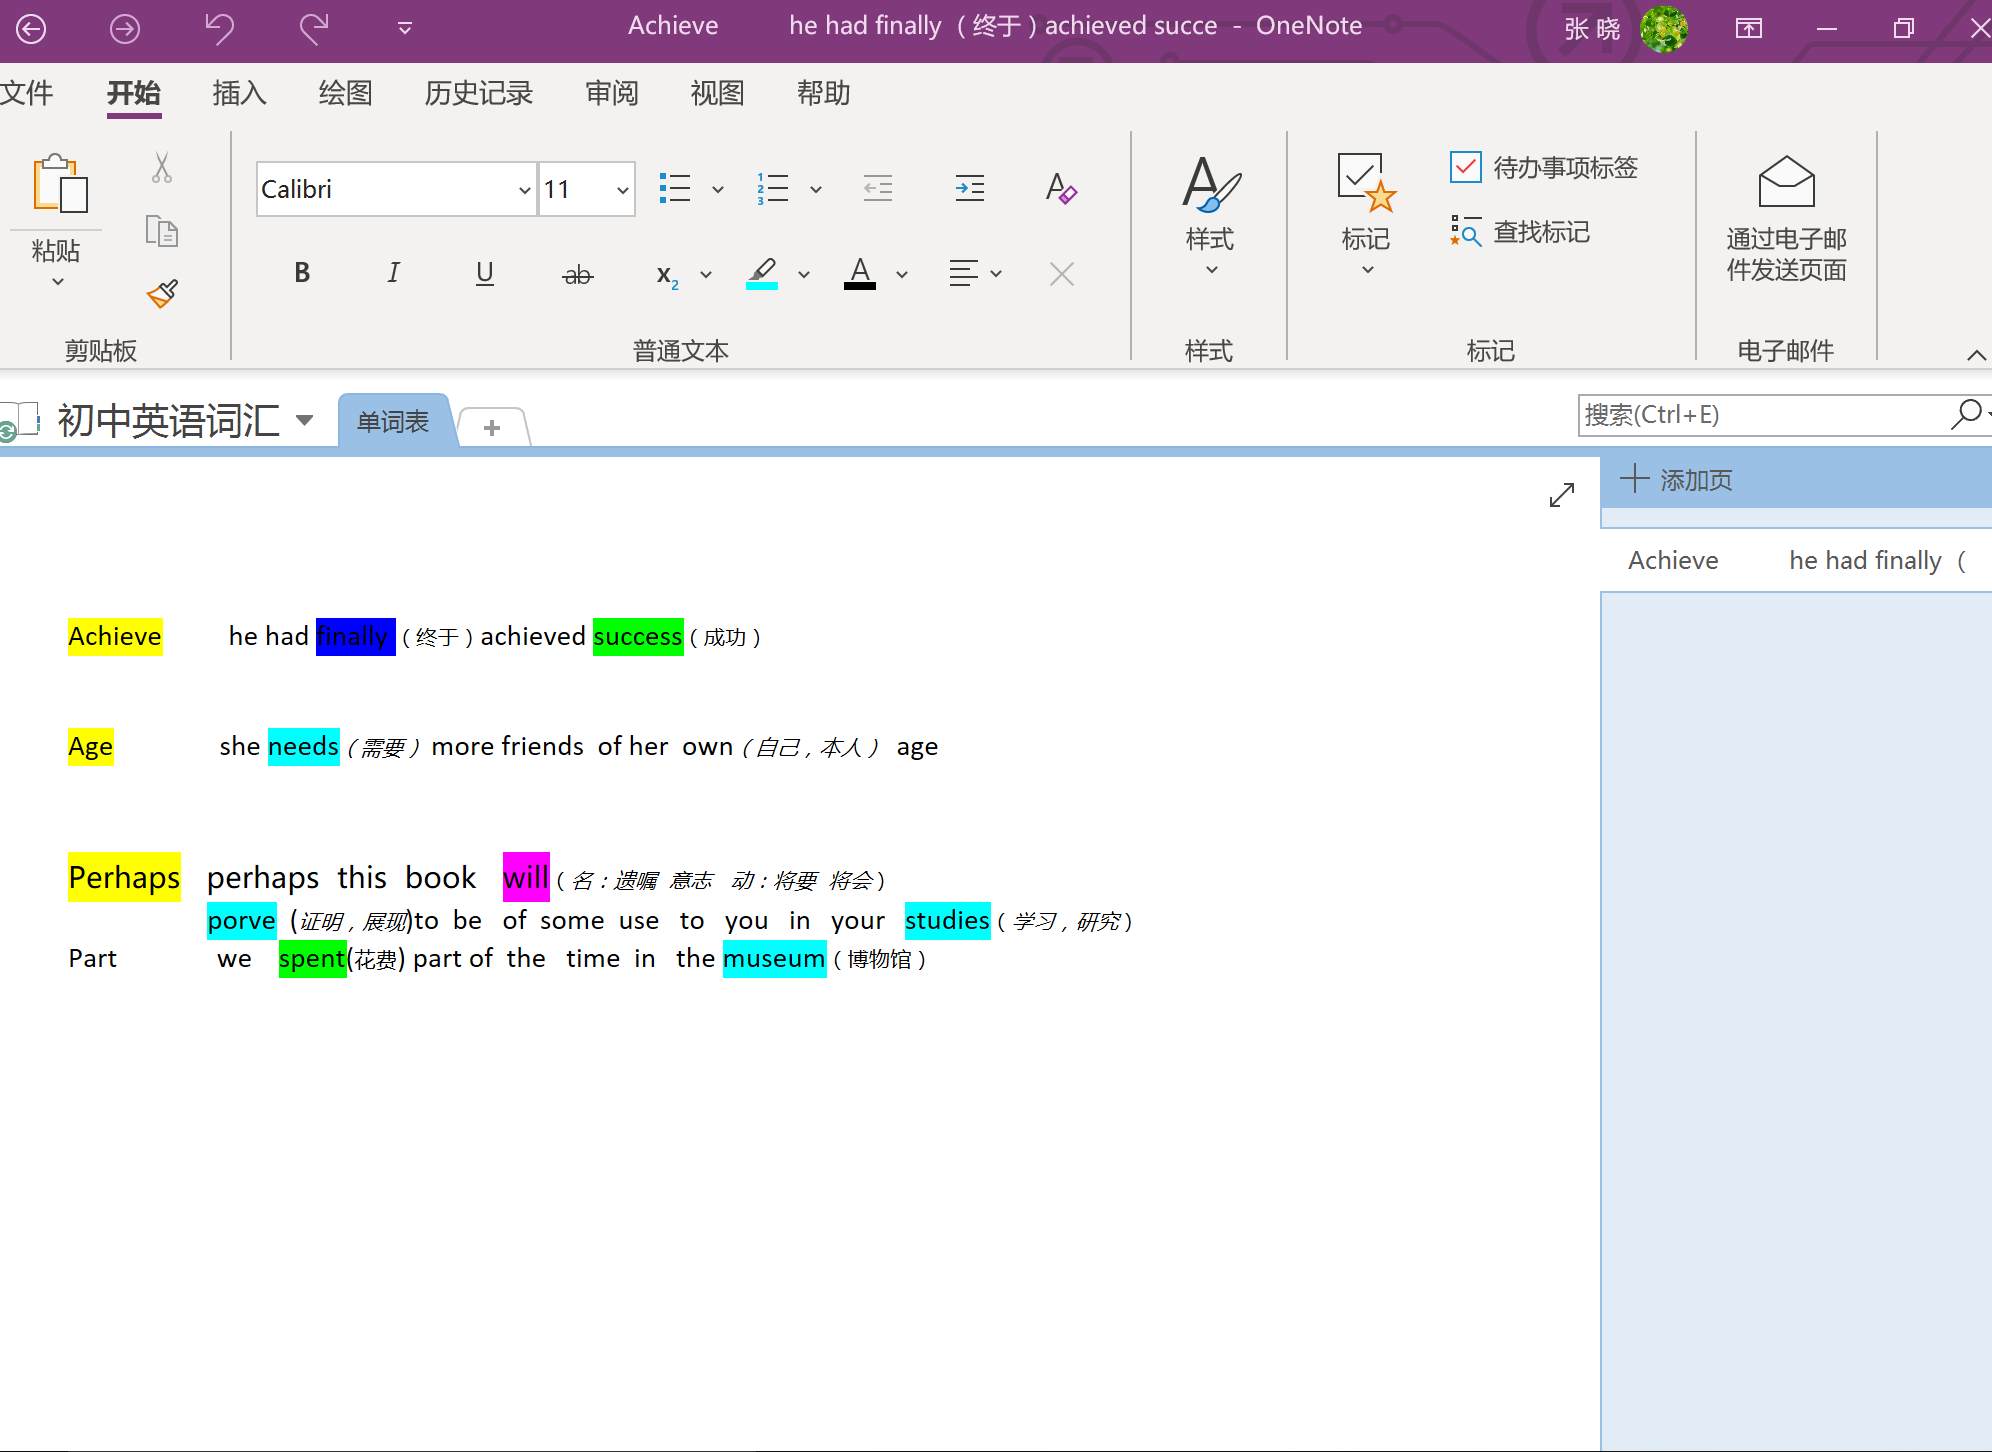 Achieve he had finally （终于）achieved succe - OneNote 张 晓
文件 开始 插入 绘图 历史记录 审阅 视图 帮助
粘贴
剪贴板
Calibri 11
B I U ab x2 A
普通文本
样式
样式
标记
待办事项标签
查找标记
标记
通过电子邮
件发送页面
电子邮件
初中英语词汇 单词表 +
搜索(Ctrl+E)
添加页
Achieve he had finally （
Achieve he had finally （终于）achieved success（成功）
Age she needs（需要）more friends of her own（自己，本人） age
Perhaps perhaps this book will（名：遗嘱 意志 动：将要 将会）
porve (证明，展现)to be of some use to you in your studies（学习，研究）
Part we spent(花费) part of the time in the museum（博物馆）